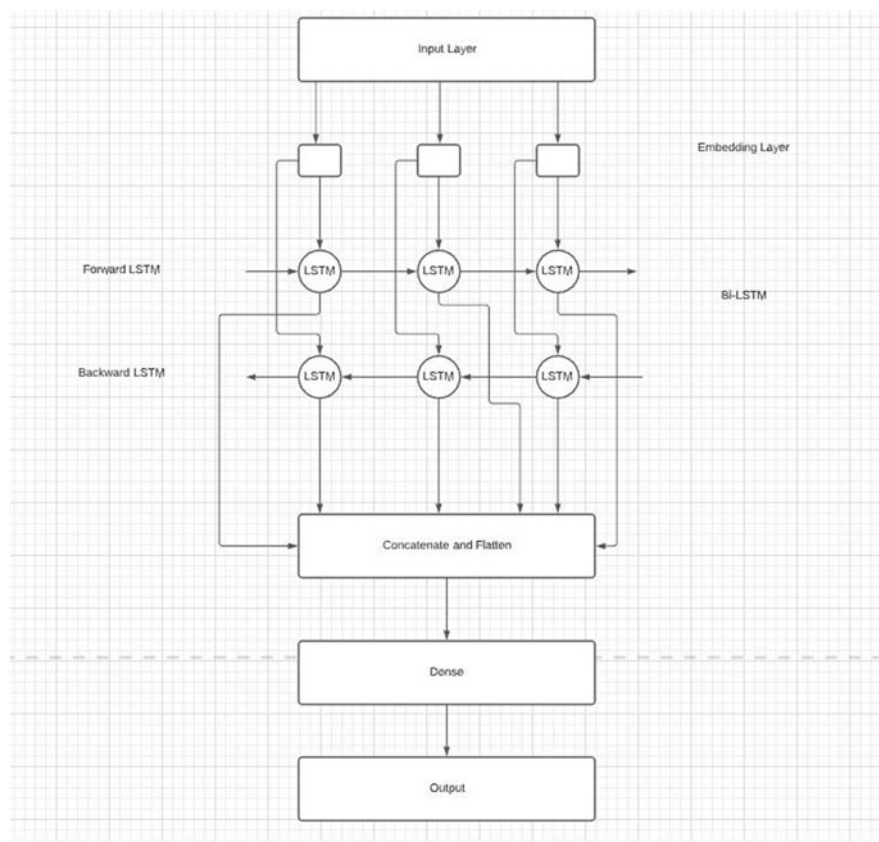 Input Layer
Embedding Layer
Forward LSTM
LSTM
LSTM
LSTM
Bi-LSTM
Backward LSTM
LSTM
LSTM
LSTM
Concatenate and Flatten
Dense
Output